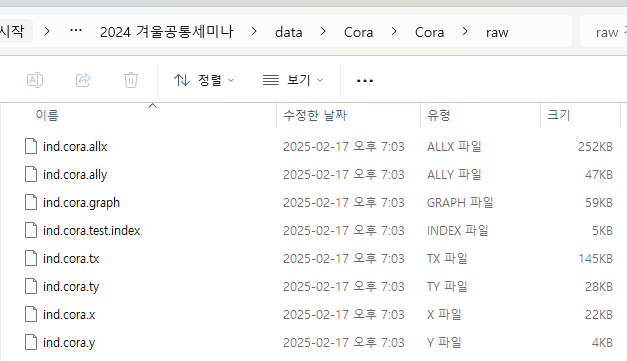 시작 > ... 2024 겨울공통세미나 > data > Cora > Cora > raw > raw
정렬 보기 ...
이름 수정한 날짜 유형 크기
ind.cora.allx 2025-02-17 오후 7:03 ALLX 파일 252KB
ind.cora.ally 2025-02-17 오후 7:03 ALLY 파일 47KB
ind.cora.graph 2025-02-17 오후 7:03 GRAPH 파일 59KB
ind.cora.test.index 2025-02-17 오후 7:03 INDEX 파일 5KB
ind.cora.tx 2025-02-17 오후 7:03 TX 파일 145KB
ind.cora.ty 2025-02-17 오후 7:03 TY 파일 28KB
ind.cora.x 2025-02-17 오후 7:03 X 파일 22KB
ind.cora.y 2025-02-17 오후 7:03 Y 파일 4KB